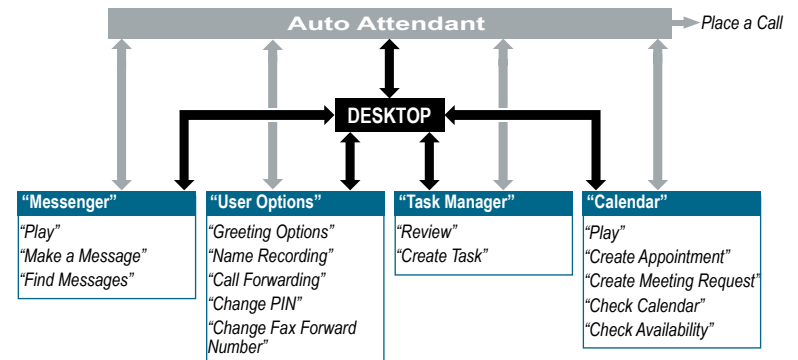 Auto Attendant
Place a Call
DESKTOP
“Messenger”
“Play”
“Make a Message”
“Find Messages”
“User Options”
“Greeting Options”
“Name Recording”
“Call Forwarding”
“Change PIN”
“Change Fax Forward
Number”
“Task Manager”
“Review”
“Create Task”
“Calendar”
“Play”
“Create Appointment”
“Create Meeting Request”
“Check Calendar”
“Check Availability”